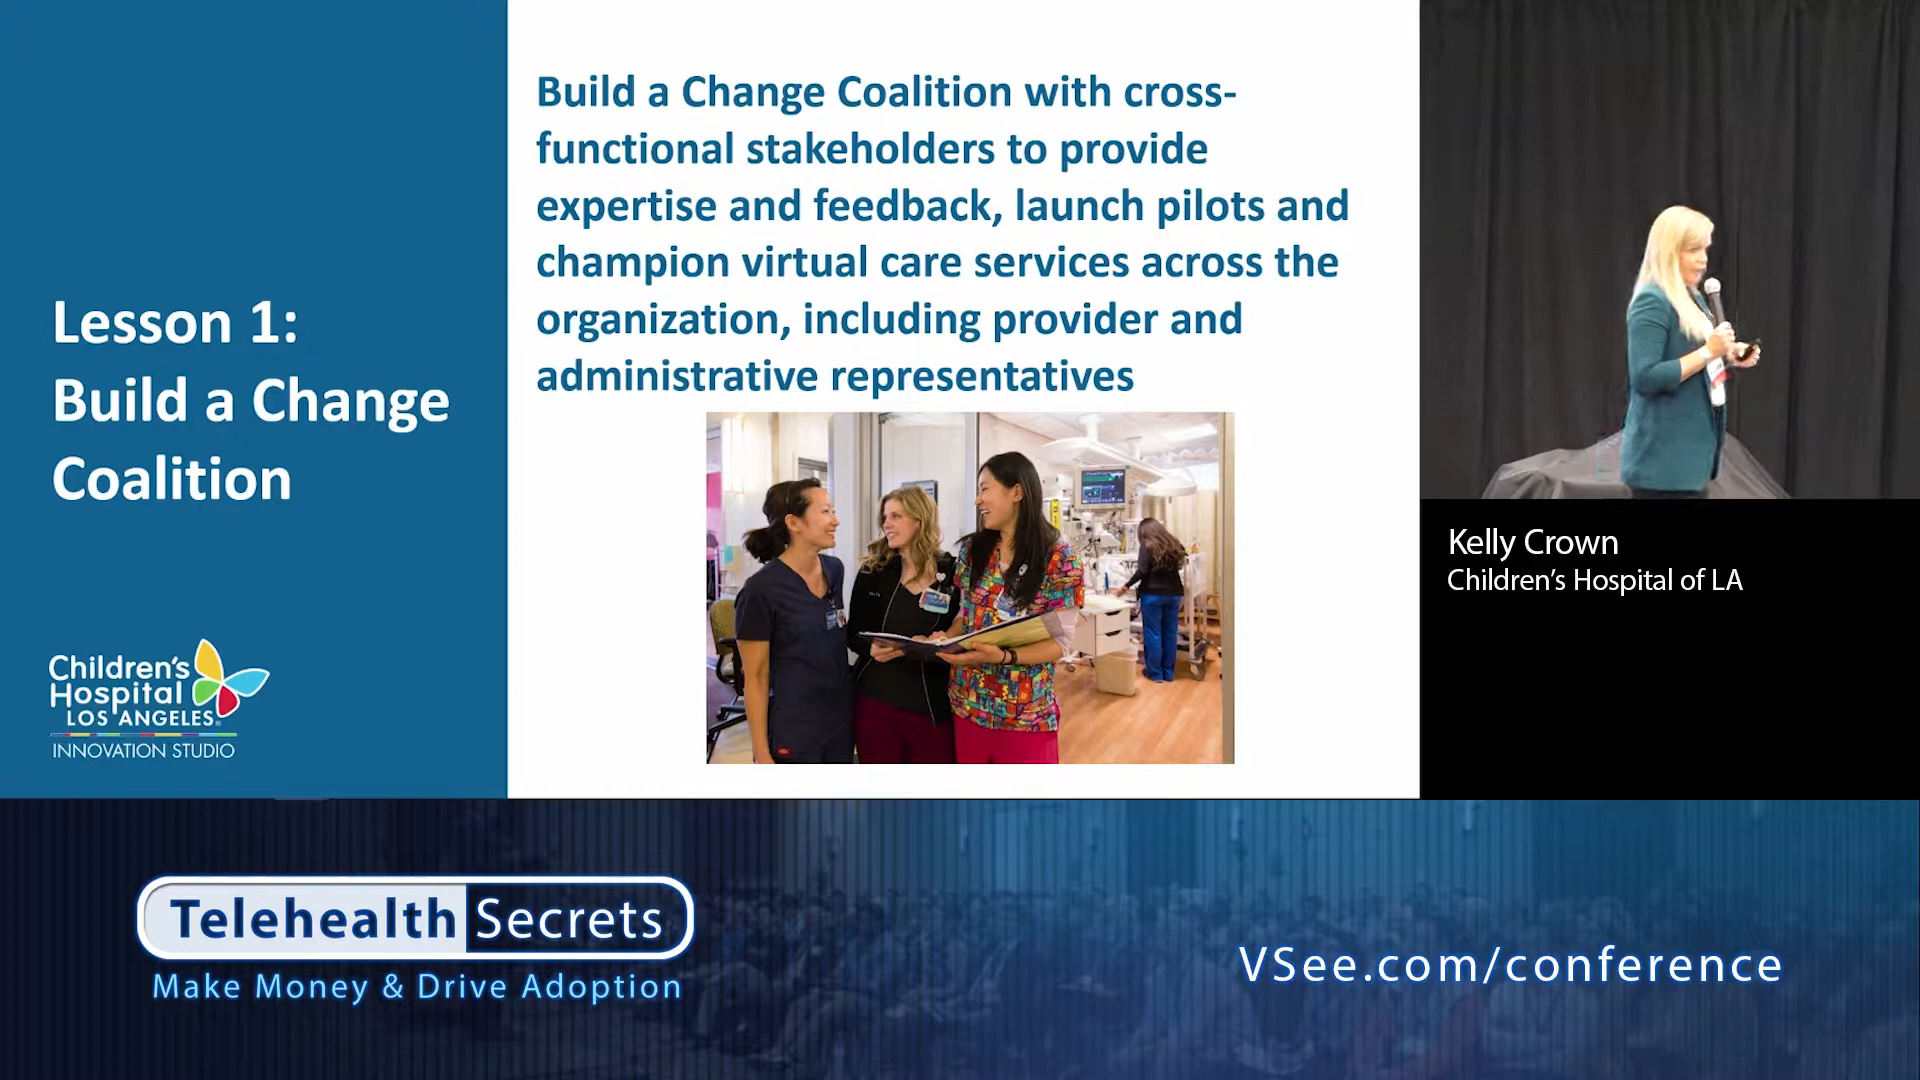 Lesson 1:
Build a Change
Coalition
Children's
Hospital
LOS ANGELES®
INNOVATION STUDIO
Build a Change Coalition with cross-
functional stakeholders to provide
expertise and feedback, launch pilots and
champion virtual care services across the
organization, including provider and
administrative representatives
Kelly Crown
Children's Hospital of LA
Telehealth Secrets
Make Money & Drive Adoption
VSee.com/conference